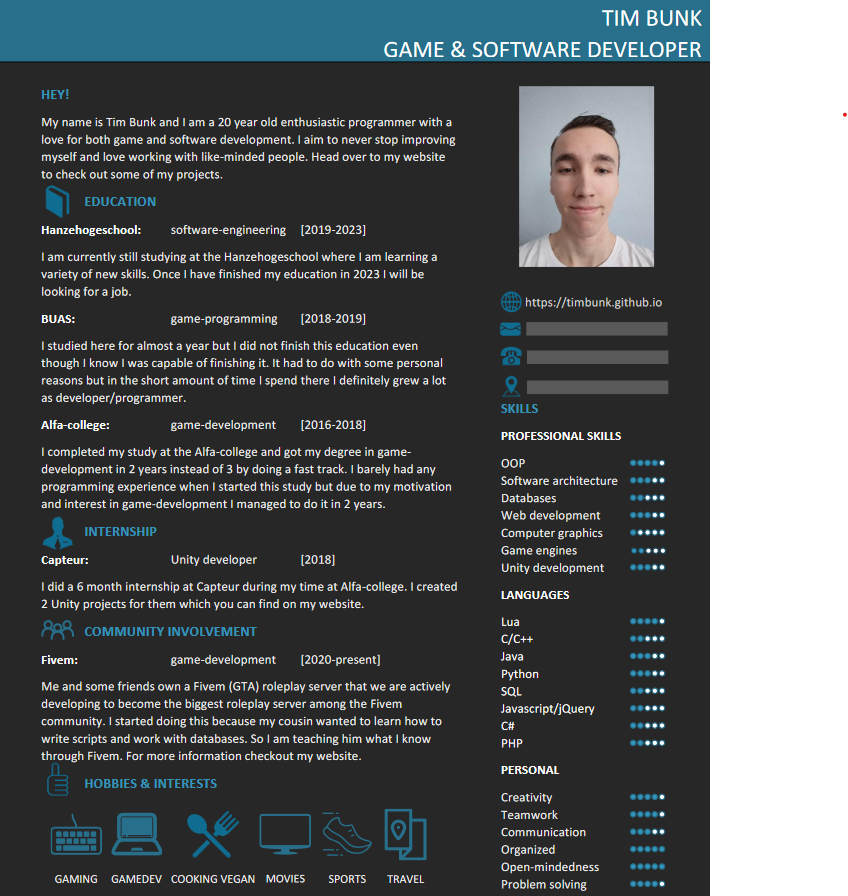 TIM BUNK
GAME & SOFTWARE DEVELOPER
HEY!
My name is Tim Bunk and I am a 20 year old enthusiastic programmer with a
love for both game and software development. I aim to never stop improving
myself and love working with like-minded people. Head over to my website
to check out some of my projects.
EDUCATION
Hanzehogeschool: software-engineering [2019-2023]
I am currently still studying at the Hanzehogeschool where I am learning a
variety of new skills. Once I have finished my education in 2023 I will be
looking for a job.
BUAS: game-programming [2018-2019]
I studied here for almost a year but I did not finish this education even
though I know I was capable of finishing it. It had to do with some personal
reasons but in the short amount of time I spend there I definitely grew a lot
as developer/programmer.
Alfa-college: game-development [2016-2018]
I completed my study at the Alfa-college and got my degree in game-
development in 2 years instead of 3 by doing a fast track. I barely had any
programming experience when I started this study but due to my motivation
and interest in game-development I managed to do it in 2 years.
INTERNSHIP
Capteur: Unity developer [2018]
I did a 6 month internship at Capteur during my time at Alfa-college. I created
2 Unity projects for them which you can find on my website.
COMMUNITY INVOLVEMENT
Fivem: game-development [2020-present]
Me and some friends own a Fivem (GTA) roleplay server that we are actively
developing to become the biggest roleplay server among the Fivem
community. I started doing this because my cousin wanted to learn how to
write scripts and work with databases. So I am teaching him what I know
through Fivem. For more information checkout my website.
HOBBIES & INTERESTS
GAMING GAMEDEV COOKING VEGAN MOVIES SPORTS TRAVEL
https://timbunk.github.io
SKILLS
PROFESSIONAL SKILLS
OOP
Software architecture
Databases
Web development
Computer graphics
Game engines
Unity development
LANGUAGES
Lua
C/C++
Java
Python
SQL
Javascript/jQuery
C#
PHP
PERSONAL
Creativity
Teamwork
Communication
Organized
Open-mindedness
Problem solving